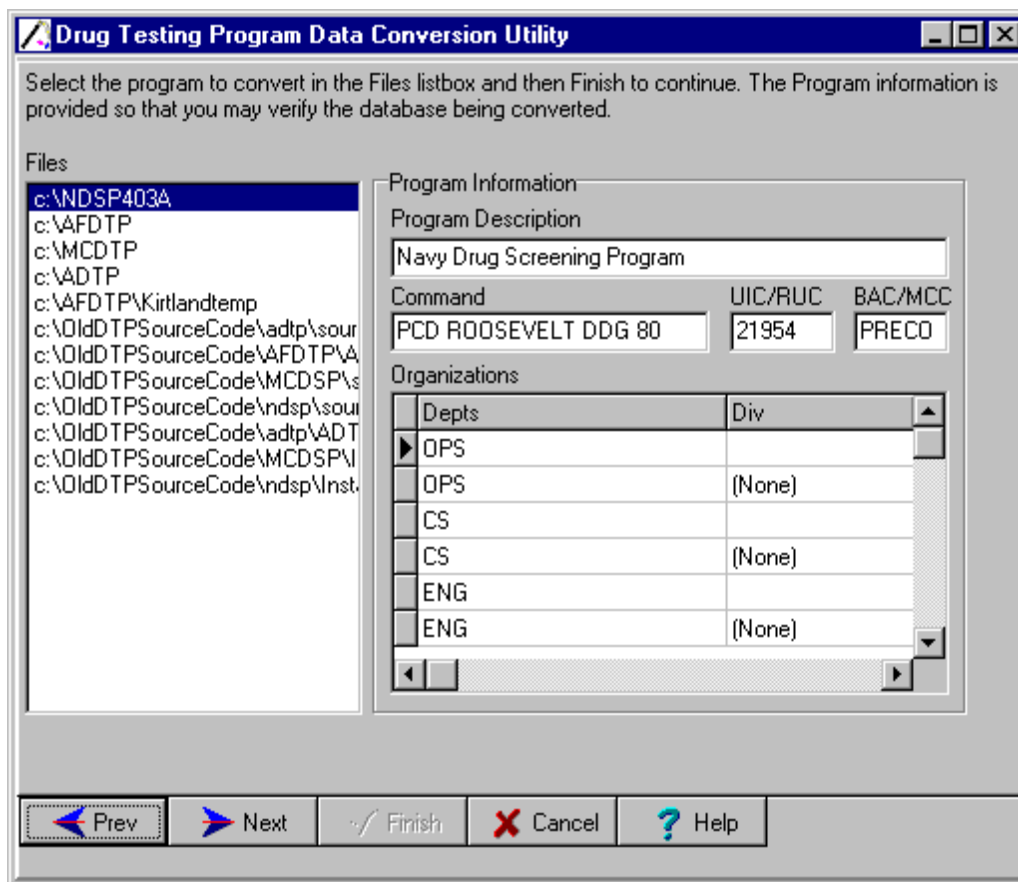 Drug Testing Program Data Conversion Utility
Select the program to convert in the Files listbox and then Finish to continue. The Program information is
provided so that you may verify the database being converted.
Files
c:\NDSP403A
c:\AFDTP
c:\MCDTP
c:\ADTP
c:\AFDTP\Kirtlandtemp
c:\OldDTPSourceCode\adtp\sour
c:\OldDTPSourceCode\AFDTP\A
c:\OldDTPSourceCode\MCDSP\s
c:\OldDTPSourceCode\ndsp\sour
c:\OldDTPSourceCode\adtp\ADT
c:\OldDTPSourceCode\MCDSP\I
c:\OldDTPSourceCode\ndsp\Inst
Program Information
Program Description
Navy Drug Screening Program
Command UIC/RUC BAC/MCC
PCD ROOSEVELT DDG 80 21954 PRECO
Organizations
Depts Div
OPS
OPS (None)
CS
CS (None)
ENG
ENG (None)
Prev Next Finish Cancel Help